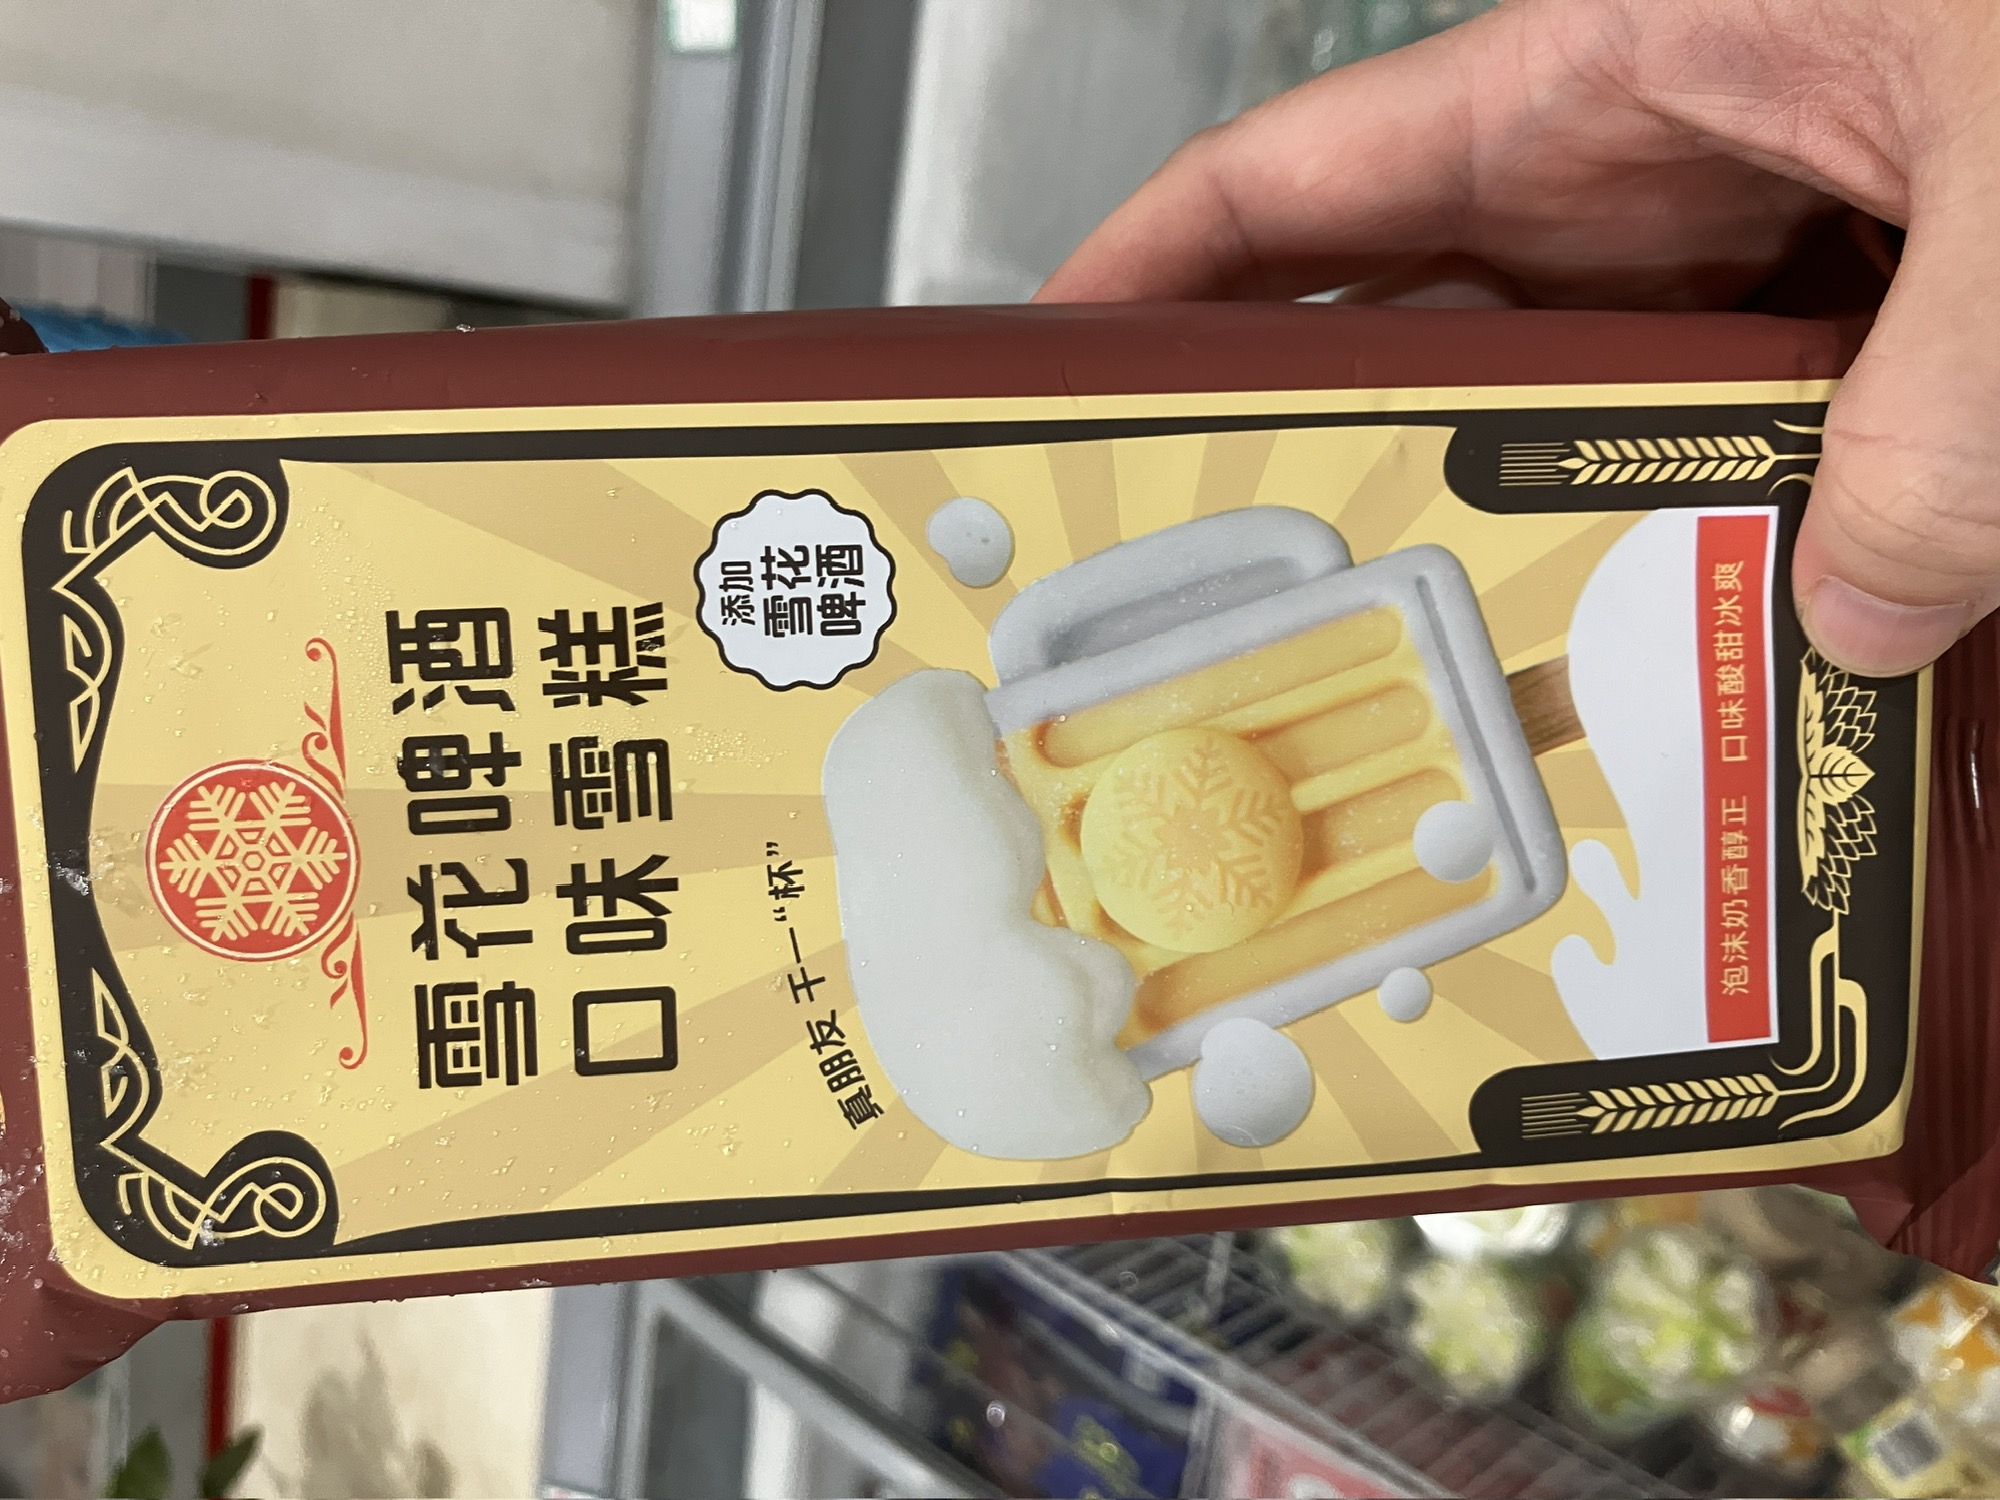 雪花啤酒
口味雪糕
添加
雪花
啤酒
真朋友 干一“杯”
泡沫奶香醇正 口味酸甜冰爽